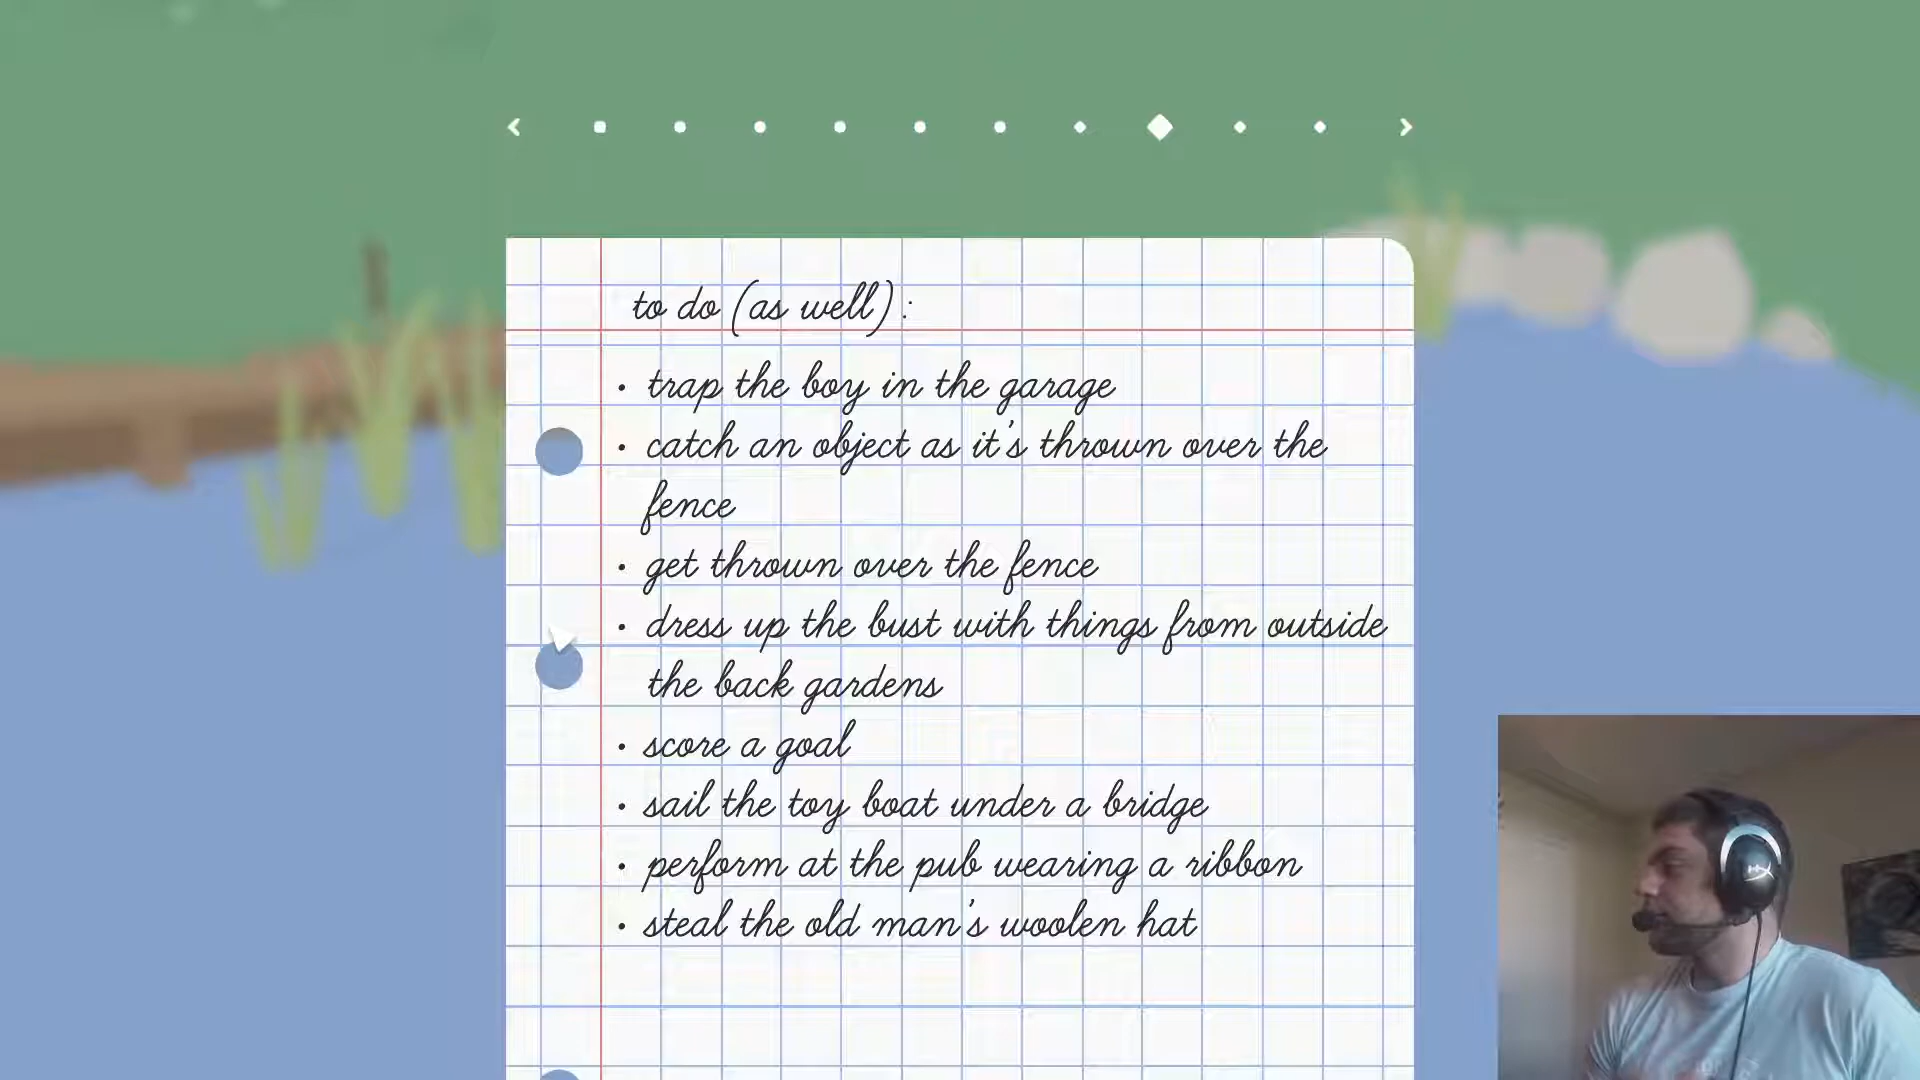 to do (as well):
• trap the boy in the garage
• catch an object as it's thrown over the
fence
• get thrown over the fence
• dress up the bust with things from outside
the back gardens
• score a goal
• sail the toy boat under a bridge
• perform at the pub wearing a ribbon
• steal the old man's woolen hat